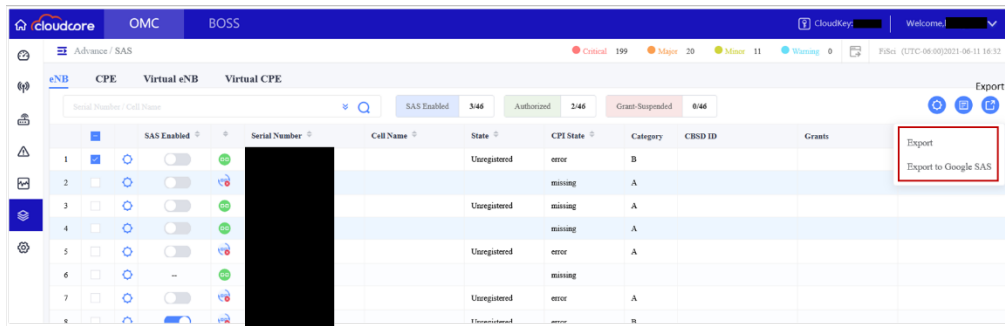 cloudcore OMC BOSS CloudKey: Welcome,
Advance / SAS Critical 199 Major 20 Minor 11 Warning 0 FiSci (UTC-06:00)2021-06-11 16:32
eNB CPE Virtual eNB Virtual CPE
Export
Serial Number / Cell Name SAS Enabled 3/46 Authorized 2/46 Grant-Suspended 0/46
SAS Enabled Serial Number Cell Name State CPI State Category CBSD ID Grants
Export
Export to Google SAS
1 Unregistered error B
2 missing A
3 Unregistered missing A
4 missing A
5 Unregistered error A
6 -- missing
7 Unregistered error A
8 Unregistered error B